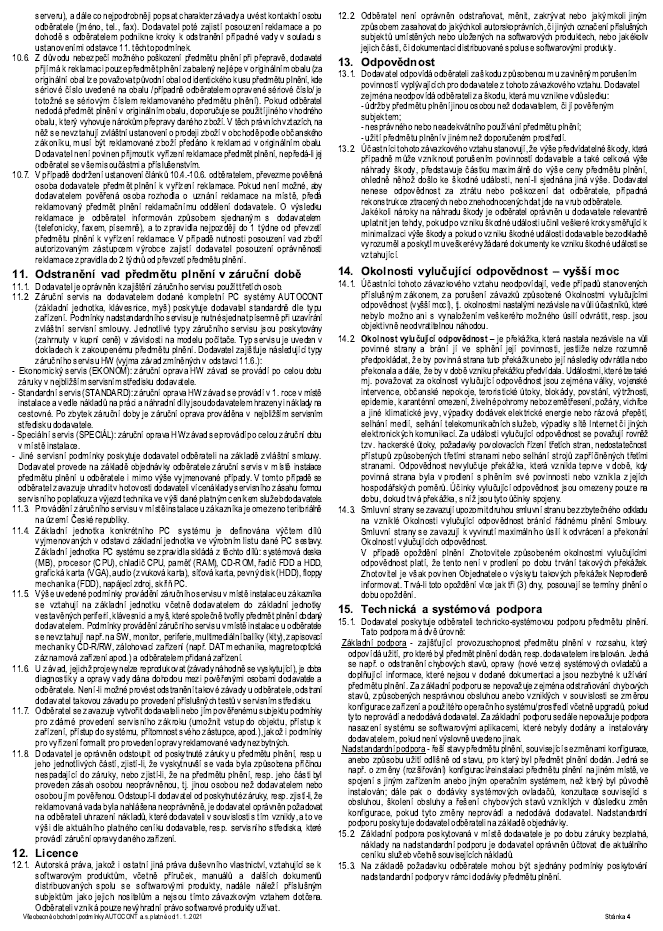 serveru), a dále co nejpodrobněji popsat charakter závady a uvést kontaktní osobu
odběratele (jméno, tel., fax). Dodavatel poté zajistí posouzení reklamace a po
dohodě s odběratelem podnikne kroky k odstranění případné vady v souladu s
ustanoveními odstavce 11. těchto podmínek.
10.6. Z důvodu nebezpečí možného poškození předmětu plnění při přepravě, dodavatel
přijímá k reklamaci pouze předmět plnění zabalený nejlépe v originálním obalu (za
originální obal lze považovat původní obal od identického kusu předmětu plnění, kde
sériové číslo uvedené na obalu / případně odběratelem opravené sériové číslo/ je
totožné se sériovým číslem reklamovaného předmětu plnění). Pokud odběratel
nedodá předmět plnění v originálním obalu, doporučuje se použití jiného vhodného
obalu, který vyhovuje nárokům přepravy daného zboží. V těch právních vztazích, na
něž se nevztahují zvláštní ustanovení o prodeji zboží v obchodě podle občanského
zákoníku, musí být reklamované zboží předáno k reklamaci v originálním obalu.
Dodavatel není povinen přijmout k vyřízení reklamace předmět plnění, nepředá-li jej
odběratel se všemi součástmi a příslušenstvím.
10.7. V případě dodržení ustanovení článků 10.4.-10.6. odběratelem, převezme pověřená
osoba dodavatele předmět plnění k vyřízení reklamace. Pokud není možné, aby
dodavatelem pověřená osoba rozhodla o uznání reklamace na místě, předá
reklamovaný předmět plnění reklamačnímu oddělení dodavatele. O výsledku
reklamace je odběratel informován způsobem sjednaným s dodavatelem
(telefonicky, faxem, písemně), a to zpravidla nejpozději do 1 týdne od převzetí
předmětu plnění k vyřízení reklamace. V případě nutnosti posouzení vad zboží
autorizovaným zástupcem výrobce zajistí dodavatel posouzení oprávněnosti
reklamace zpravidla do 2 týdnů od převzetí předmětu plnění.
11. Odstranění vad předmětu plnění v záruční době
11.1. Dodavatel je oprávněn k zajištění záručního servisu použít třetích osob.
11.2 Záruční servis na dodavatelem dodané kompletní PC systémy AUTOCONT
(základní jednotka, klávesnice, myš) poskytuje dodavatel standardně dle typu
zařízení. Podmínky nadstandardního servisu je nutné sjednat písemně při uzavírání
zvláštní servisní smlouvy. Jednotlivé typy záručního servisu jsou poskytovány
(zahrnuty v kupní ceně) v závislosti na modelu počítače. Typ servisu je uveden v
dokladech k zakoupenému předmětu plnění. Dodavatel zajišťuje následující typy
záručního servisu HW (vyjma závad zmíněných v odstavci 11.6.):
- Ekonomický servis (EKONOM): záruční oprava HW závad se provádí po celou dobu
záruky v nejbližším servisním středisku dodavatele.
- Standardní servis (STANDARD): záruční oprava HW závad se provádí v 1. roce v místě
instalace a vedle nákladů na práci a náhradní díly jsou dodavatelem hrazeny i náklady na
cestovné. Po zbytek záruční doby je záruční oprava prováděna v nejbližším servisním
středisku dodavatele.
- Speciální servis (SPECIAL): záruční oprava HW závad se provádí po celou záruční dobu
v místě instalace.
- Jiné servisní podmínky poskytuje dodavatel odběrateli na základě zvláštní smlouvy.
Dodavatel provede na základě objednávky odběratele záruční servis v místě instalace
předmětu plnění u odběratele i mimo výše vyjmenované případy. V tomto případě se
odběratel zavazuje uhradit v hotovosti dodavateli vícenáklady servisního zásahu formou
servisního poplatku za výjezd technika ve výši dané platným ceníkem služeb dodavatele.
11.3. Provádění záručního servisu v místě instalace u zákazníka je omezeno teritoriálně
na území České republiky.
11.4. Základní jednotka konkrétního PC systému je definována výčtem dílů
vyjmenovaných v odstavci základní jednotka ve výrobním listu dané PC sestavy.
Základní jednotka PC systému se zpravidla skládá z těchto dílů: systémová deska
(MB), procesor (CPU), chladič CPU, paměť (RAM), CD-ROM, řadič FDD a HDD,
grafická karta (VGA), audio (zvuková karta), síťová karta, pevný disk (HDD), floppy
mechanika (FDD), napájecí zdroj, skříň PC.
11.5. Výše uvedené podmínky provádění záručního servisu v místě instalace u zákazníka
se vztahují na základní jednotku včetně dodavatelem do základní jednotky
vestavěných periferií, klávesnici a myš, které společně tvořily předmět plnění dodaný
dodavatelem. Podmínky provádění záručního servisu v místě instalace u odběratele
se nevztahují např. na SW, monitor, periferie, multimediální balíky (kity), zapisovací
mechaniky CD-R/RW, zálohovací zařízení (např. DAT mechanika, magnetooptická
záznamová zařízení apod.) a odběratelem přidaná zařízení.
11.6. U závad, jejichž projevy nelze reprodukovat (závady náhodně se vyskytující), je doba
diagnostiky a opravy vady dána dohodou mezi pověřenými osobami dodavatele a
odběratele. Není-li možné provést odstranění takové závady u odběratele, odstraní
dodavatel takovou závadu po provedení příslušných testů v servisním středisku.
11.7. Odběratel se zavazuje vytvořit dodavateli nebo jím pověřenému subjektu podmínky
pro zdárné provedení servisního zákroku (umožnit vstup do objektu, přístup k
zařízení, přístup do systému, přítomnost svého zástupce, apod.), jakož i podmínky
pro vyřízení formalit pro provedení opravy reklamované vady nezbytných.
11.8. Dodavatel je oprávněn odstoupit od poskytnuté záruky u předmětu plnění, resp. u
jeho jednotlivých částí, zjistí-li, že vyskytnuvší se vada byla způsobena příčinou
nespadající do záruky, nebo zjistí-li, že na předmětu plnění, resp. jeho části byl
proveden zásah osobou neoprávněnou, tj. jinou osobou než dodavatelem nebo
osobou jím pověřenou. Odstoupí-li dodavatel od poskytnuté záruky, resp. zjistí-li, že
reklamovaná vada byla nahlášena neoprávněně, je dodavatel oprávněn požadovat
na odběrateli uhrazení nákladů, které dodavateli v souvislosti s tím vznikly, a to ve
výši dle aktuálního platného ceníku dodavatele, resp. servisního střediska, které
provádí záruční opravy daného zařízení.
12. Licence
12.1. Autorská práva, jakož i ostatní jiná práva duševního vlastnictví, vztahující se k
softwarovým produktům, včetně příruček, manuálů a dalších dokumentů
distribuovaných spolu se softwarovými produkty, nadále náleží příslušným
subjektům jako jejich nositelům a nejsou tímto závazkovým vztahem dotčena.
Odběrateli vzniká pouze nevýhradní právo softwarové produkty užívat.
12.2. Odběratel není oprávněn odstraňovat, měnit, zakrývat nebo jakýmkoli jiným
způsobem zasahovat do jakýchkoli autorskoprávních, či jiných označení příslušných
subjektů umístěných nebo uložených na softwarových produktech, nebo jakékoliv
jejich části, či dokumentaci distribuované spolu se softwarovými produkty.
13. Odpovědnost
13.1. Dodavatel odpovídá odběrateli za škodu způsobenou mu zaviněným porušením
povinností vyplývajících pro dodavatele z tohoto závazkového vztahu. Dodavatel
zejména neodpovídá odběrateli za škodu, která mu vznikne v důsledku:
- údržby předmětu plnění jinou osobou než dodavatelem, či jí pověřeným
subjektem;
- nesprávného nebo neadekvátního používání předmětu plnění;
- užití předmětu plnění v jiném než doporučeném prostředí.
13.2. Účastníci tohoto závazkového vztahu stanovují, že výše předvídatelné škody, která
případně může vzniknout porušením povinností dodavatele a také celková výše
náhrady škody, představuje částku maximálně do výše ceny předmětu plnění,
ohledně něhož došlo ke škodné události, není-li sjednána jiná výše. Dodavatel
nenese odpovědnost za ztrátu nebo poškození dat odběratele, případná
rekonstrukce ztracených nebo znehodnocených dat jde na vrub odběratele.
Jakékoli nároky na náhradu škody je odběratel oprávněn u dodavatele relevantně
uplatnit jen tehdy, pokud po vzniku škodné události učinil veškeré kroky směřující k
minimalizaci výše škody a pokud o vzniku škodné události dodavatele bezodkladně
vyrozuměl a poskytl mu veškeré vyžádané dokumenty ke vzniku škodné události se
vztahující.
14. Okolnosti vylučující odpovědnost – vyšší moc
14.1. Účastníci tohoto závazkového vztahu neodpovídají, vedle případů stanovených
příslušným zákonem, za porušení závazků způsobené Okolnostmi vylučujícími
odpovědnost (vyšší moc), tj. okolnostmi nastalými nezávisle na vůli účastníků, které
nebylo možno ani s vynaložením veškerého možného úsilí odvrátit, resp. jsou
objektivně neodvratitelnou náhodou.
14.2. Okolnost vylučující odpovědnost – je překážka, která nastala nezávisle na vůli
povinné strany a brání jí ve splnění její povinnosti, jestliže nelze rozumně
předpokládat, že by povinná strana tuto překážku nebo její následky odvrátila nebo
překonala a dále, že by v době vzniku překážku předvídala. Událostmi, které lze také
mj. považovat za okolnosti vylučující odpovědnost jsou zejména války, vojenské
intervence, občanské nepokoje, teroristické útoky, blokády, povstání, výtržnosti,
epidemie, karanténní omezení, živelné pohromy nebo zemětřesení, požáry, vichřice
a jiné klimatické jevy, výpadky dodávek elektrické energie nebo rázová přepětí,
selhání medií, selhání telekomunikačních služeb, výpadky sítě Internet či jiných
elektronických komunikací. Za události vylučující odpovědnost se považují rovněž
tzv. hackerské útoky, požadavky povolovacích řízení třetích stran, nedostatečnost
přístupů způsobených třetími stranami nebo selhání strojů zapříčiněných třetími
stranami. Odpovědnost nevylučuje překážka, která vznikla teprve v době, kdy
povinná strana byla v prodlení s plněním své povinnosti nebo vznikla z jejích
hospodářských poměrů. Účinky vylučující odpovědnost jsou omezeny pouze na
dobu, dokud trvá překážka, s níž jsou tyto účinky spojeny.
14.3. Smluvní strany se zavazují upozornit druhou smluvní stranu bez zbytečného odkladu
na vzniklé Okolnosti vylučující odpovědnost bránící řádnému plnění Smlouvy.
Smluvní strany se zavazují k vyvinutí maximálního úsilí k odvrácení a překonání
Okolností vylučujících odpovědnost.
V případě opoždění plnění Zhotovitele způsobeném okolnostmi vylučujícími
odpovědnost platí, že tento není v prodlení po dobu trvání takových překážek.
Zhotovitel je však povinen Objednatele o výskytu takových překážek Neprodleně
informovat. Trvá-li toto opoždění více jak tři (3) dny, posouvají se termíny plnění o
dobu opoždění.
15. Technická a systémová podpora
15.1. Dodavatel poskytuje odběrateli technicko-systémovou podporu předmětu plnění.
Tato podpora má dvě úrovně:
Základní podpora - zajišťující provozuschopnost předmětu plnění v rozsahu, který
odpovídá užití, pro které byl předmět plnění dodán, resp. dodavatelem instalován. Jedná
se např. o odstranění chybových stavů, opravy (nové verze) systémových ovladačů a
doplňující informace, které nejsou v dodané dokumentaci a jsou nezbytné k užívání
předmětu plnění. Za základní podporu se nepovažuje zejména odstraňování chybových
stavů, způsobených nesprávnou obsluhou anebo vzniklých v souvislosti se změnou
konfigurace zařízení a použitého operačního systému/prostředí včetně upgradů, pokud
tyto neprovádí a nedodává dodavatel. Za základní podporu se dále nepovažuje podpora
nasazení systému se softwarovými aplikacemi, které nebyly dodány a instalovány
dodavatelem, pokud není výslovně uvedeno jinak.
Nadstandardní podpora - řeší stavy předmětu plnění, související se změnami konfigurace,
anebo způsobu užití odlišně od stavu, pro který byl předmět plnění dodán. Jedná se
např. o změny (rozšiřování) konfigurace/instalaci předmětu plnění na jiném místě, ve
spojení s jiným zařízením anebo jiným operačním systémem, než který byl původně
instalován; dále pak o dodávky systémových ovladačů, konzultace související s
obsluhou, školení obsluhy a řešení chybových stavů vzniklých v důsledku změn
konfigurace, pokud tyto změny neprovádí a nedodává dodavatel. Nadstandardní
podporu poskytuje dodavatel odběrateli na základě objednávky.
15.2. Základní podpora poskytovaná v místě dodavatele je po dobu záruky bezplatná,
náklady na nadstandardní podporu je dodavatel oprávněn účtovat dle aktuálního
ceníku služeb včetně souvisejících nákladů.
15.3. Na základě požadavku odběratele mohou být sjednány podmínky poskytování
nadstandardní podpory v rámci dodávky předmětu plnění.
Všeobecné obchodní podmínky AUTOCONT a.s. platné od 1. 1. 2021
Stránka 4